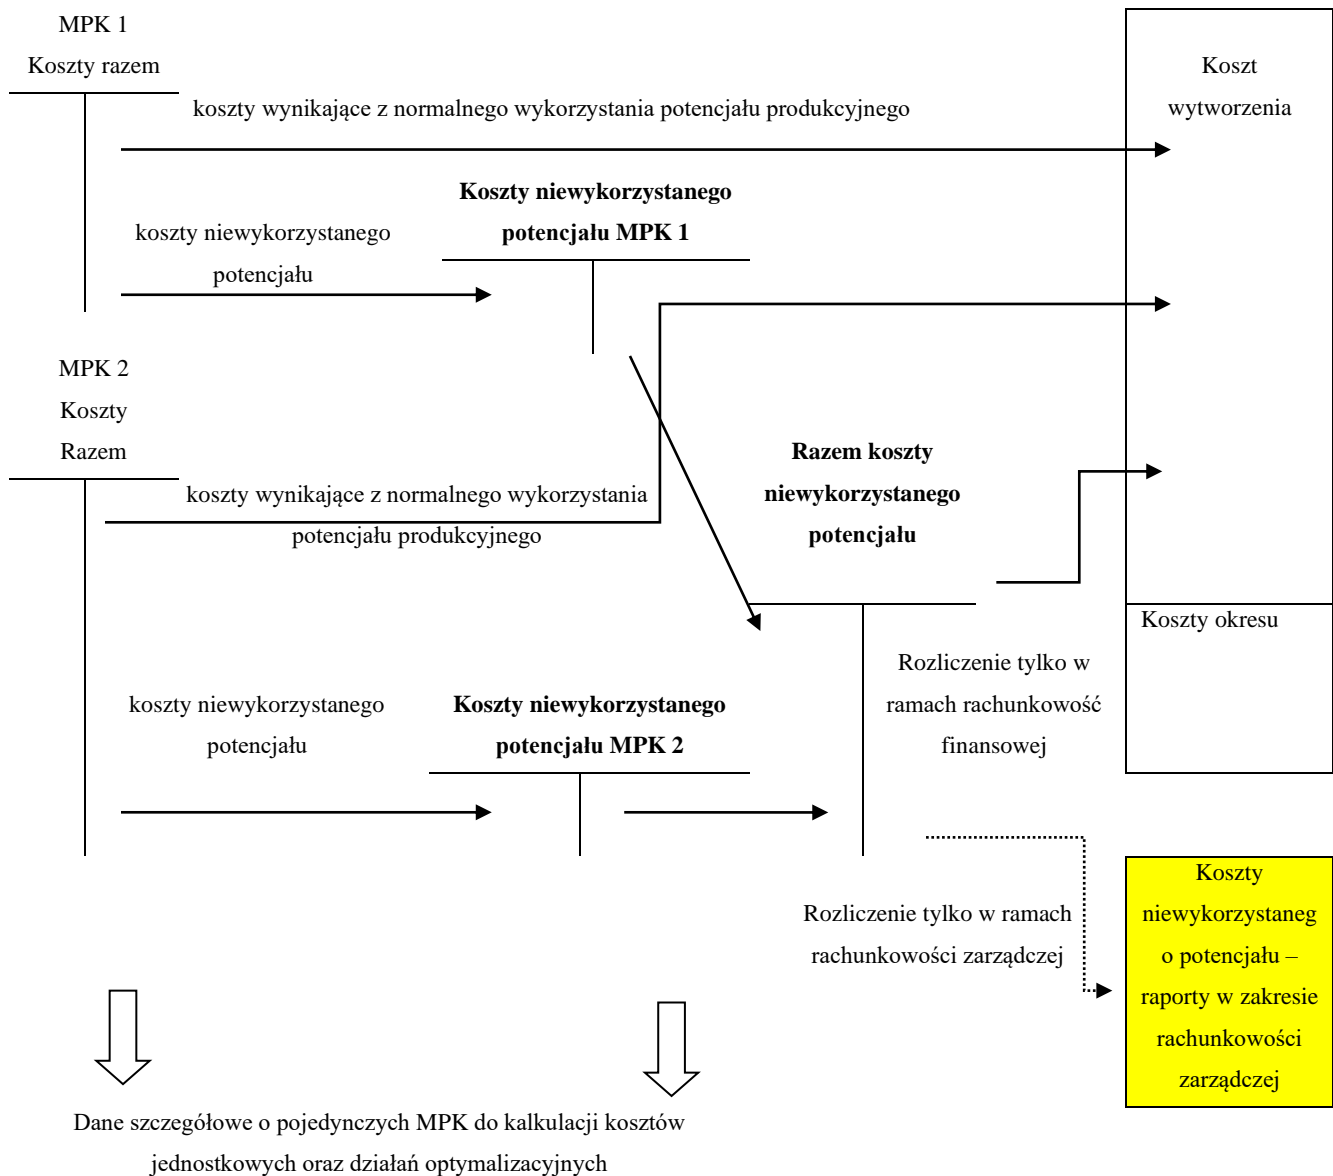 MPK 1
Koszty razem
koszty wynikające z normalnego wykorzystania potencjału produkcyjnego
Koszt
wytworzenia
Koszty niewykorzystanego
potencjału MPK 1
koszty niewykorzystanego
potencjału
MPK 2
Koszty
Razem
koszty wynikające z normalnego wykorzystania
potencjału produkcyjnego
Razem koszty
niewykorzystanego
potencjału
Koszty okresu
Rozliczenie tylko w
ramach rachunkowość
finansowej
koszty niewykorzystanego
potencjału
Koszty niewykorzystanego
potencjału MPK 2
Rozliczenie tylko w ramach
rachunkowości zarządczej
Koszty
niewykorzystaneg
o potencjału –
raporty w zakresie
rachunkowości
zarządczej
Dane szczegółowe o pojedynczych MPK do kalkulacji kosztów
jednostkowych oraz działań optymalizacyjnych